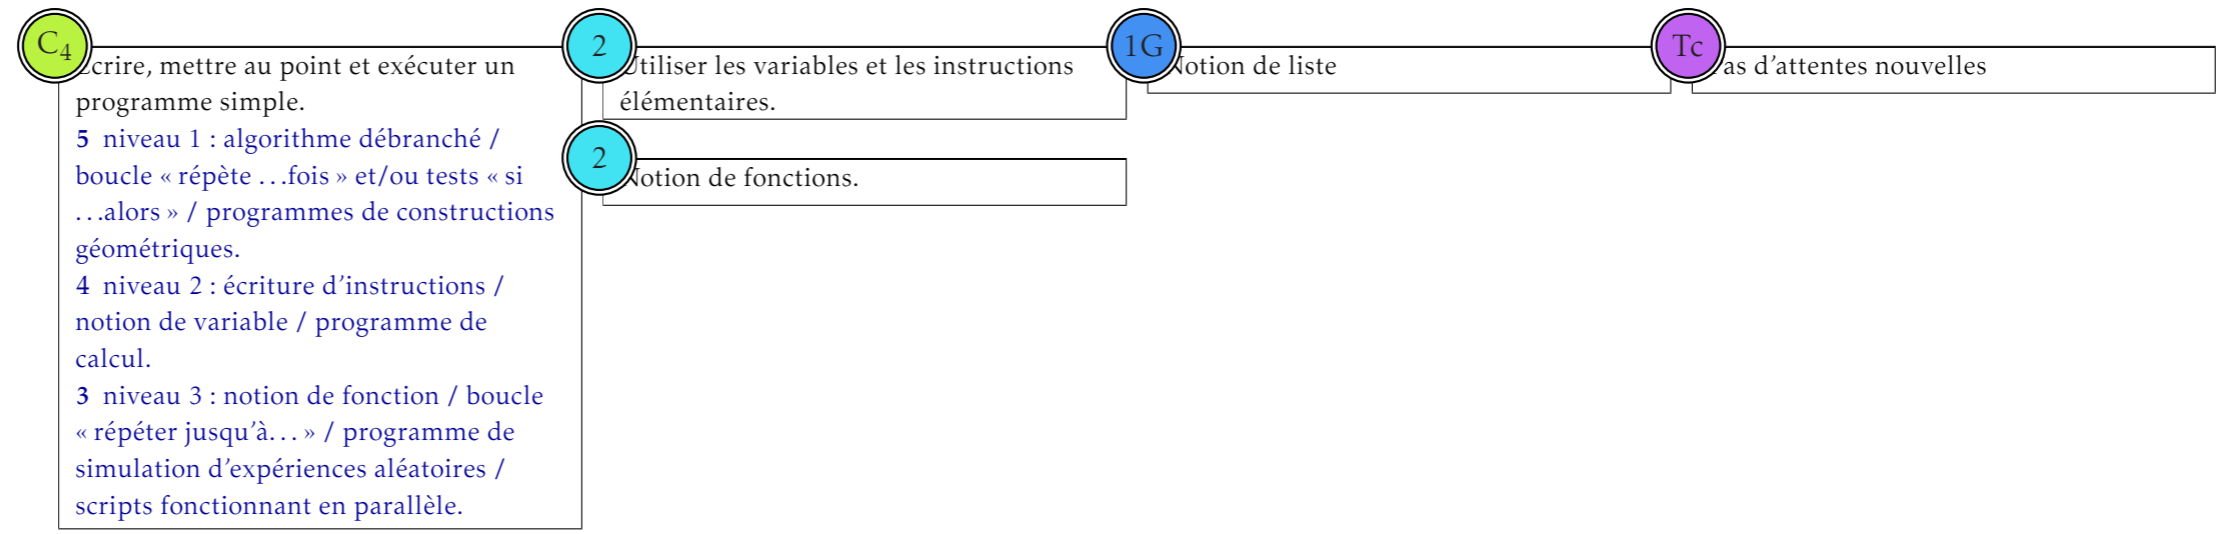 C4
Écrire, mettre au point et exécuter un
programme simple.
5 niveau 1 : algorithme débranché /
boucle « répète ...fois » et/ou tests « si
...alors » / programmes de constructions
géométriques.
4 niveau 2 : écriture d'instructions /
notion de variable / programme de
calcul.
3 niveau 3 : notion de fonction / boucle
« répéter jusqu'à... » / programme de
simulation d'expériences aléatoires /
scripts fonctionnant en parallèle.
2
Utiliser les variables et les instructions
élémentaires.
2
Notion de fonctions.
1G
Notion de liste
Tc
Pas d'attentes nouvelles